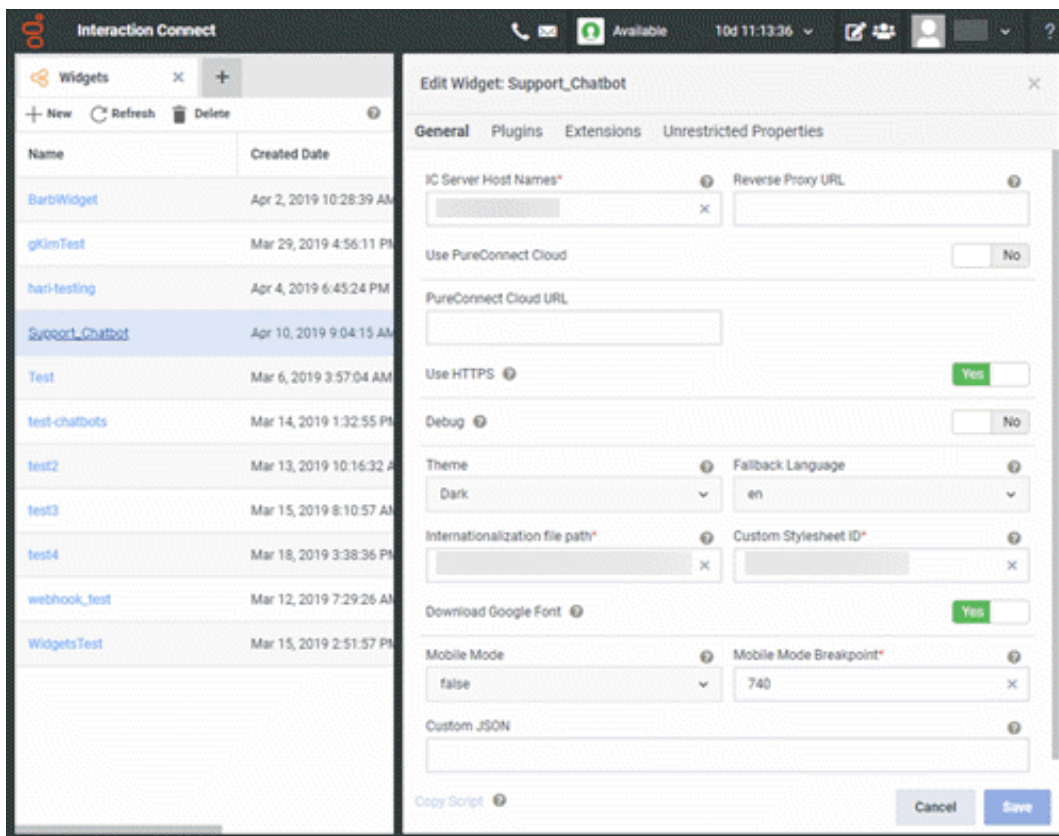 Interaction Connect
Available
10d 11:13:36
?
Widgets
New Refresh Delete
Name Created Date
BarbWidget Apr 2, 2019 10:28:39 AM
gKimTest Mar 29, 2019 4:56:11 PM
hari-testing Apr 4, 2019 6:45:24 PM
Support_Chatbot Apr 10, 2019 9:04:15 AM
Test Mar 6, 2019 3:57:04 AM
test-chatbots Mar 14, 2019 1:32:55 PM
test2 Mar 13, 2019 10:16:32 A
test3 Mar 15, 2019 8:10:57 AM
test4 Mar 18, 2019 3:38:36 PM
webhook_test Mar 12, 2019 7:29:26 AM
WidgetsTest Mar 15, 2019 2:51:57 PM
Edit Widget: Support_Chatbot
General Plugins Extensions Unrestricted Properties
IC Server Host Names* Reverse Proxy URL
Use PureConnect Cloud No
PureConnect Cloud URL
Use HTTPS Yes
Debug No
Theme Fallback Language
Dark en
Internationalization file path* Custom Stylesheet ID*
Download Google Font Yes
Mobile Mode Mobile Mode Breakpoint*
false 740
Custom JSON
Copy Script
Cancel Save